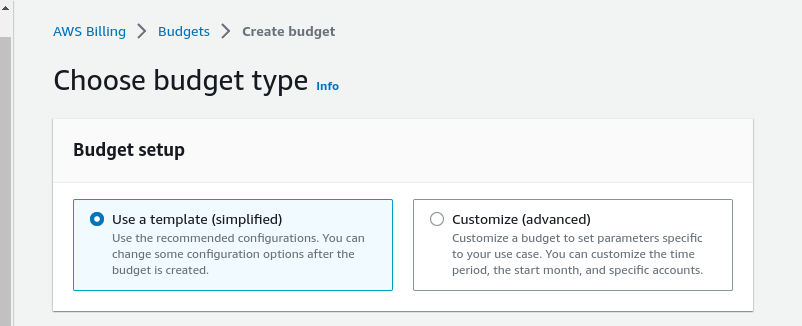 AWS Billing > Budgets > Create budget
Choose budget type Info
Budget setup
Use a template (simplified)
Use the recommended configurations. You can
change some configuration options after the
budget is created.
Customize (advanced)
Customize a budget to set parameters specific
to your use case. You can customize the time
period, the start month, and specific accounts.